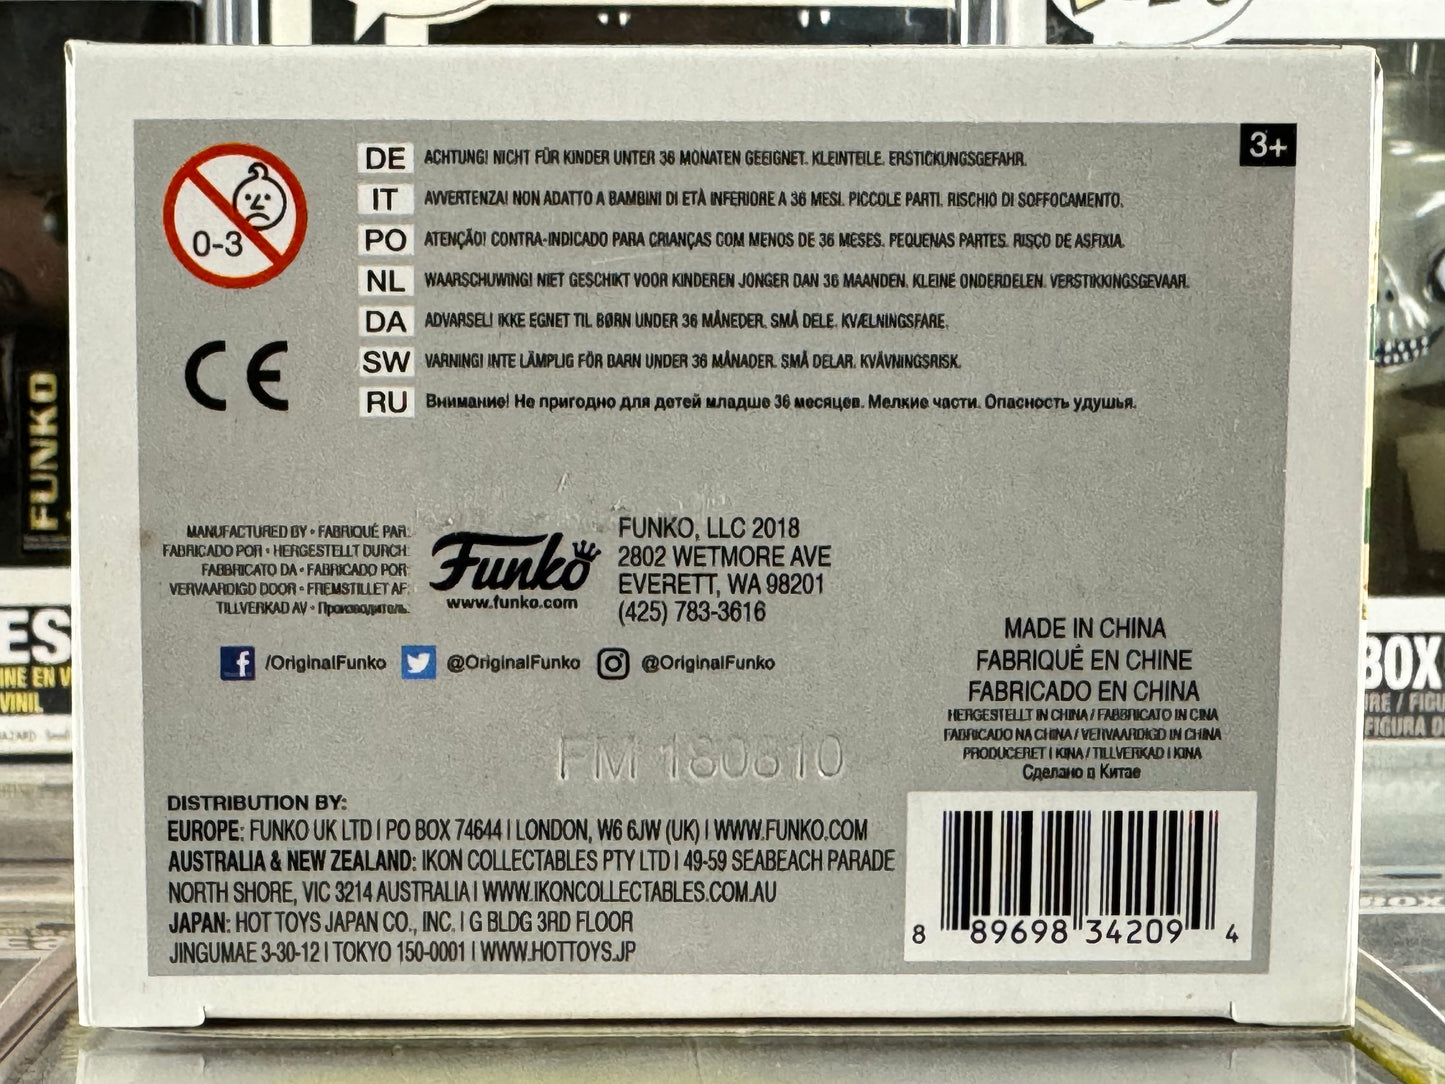 3+
0-3
DE ACHTUNG! NICHT FÜR KINDER UNTER 36 MONATEN GEEIGNET. KLEINTEILE. ERSTICKUNGSGEFAHR.
IT AVVERTENZA! NON ADATTO A BAMBINI DI ETÀ INFERIORE A 36 MESI. PICCOLE PARTI. RISCHIO DI SOFFOCAMENTO.
PO ATENÇÃO! CONTRA-INDICADO PARA CRIANÇAS COM MENOS DE 36 MESES. PEQUENAS PARTES. RISCO DE ASFIXIA.
NL WAARSCHUWING! NIET GESCHIKT VOOR KINDEREN JONGER DAN 36 MAANDEN. KLEINE ONDERDELEN. VERSTIKKINGSGEVAAR.
DA ADVARSEL! IKKE EGNET TIL BØRN UNDER 36 MÅNEDER. SMÅ DELE. KVÆLNINGSFARE.
SW VARNING! INTE LÄMPLIG FÖR BARN UNDER 36 MÅNADER. SMÅ DELAR. KVÄVNINGSRISK.
RU Внимание! Не пригодно для детей младше 36 месяцев. Мелкие части. Опасность удушья.
CE
MANUFACTURED BY • FABRIQUÉ PAR:
FABRICADO POR • HERGESTELLT DURCH:
FABBRICATO DA • FABRICADO POR:
VERVAARDIGD DOOR • FREMSTILLET AF:
TILLVERKAD AV • Производитель:
Funko
www.funko.com
FUNKO, LLC 2018
2802 WETMORE AVE
EVERETT, WA 98201
(425) 783-3616
/OriginalFunko @OriginalFunko @OriginalFunko
MADE IN CHINA
FABRIQUÉ EN CHINE
FABRICADO EN CHINA
HERGESTELLT IN CHINA / FABBRICATO IN CINA
FABRICADO NA CHINA / VERVAARDIGD IN CHINA
PRODUCERET I KINA / TILLVERKAD I KINA
Сделано в Китае
FM 180810
DISTRIBUTION BY:
EUROPE: FUNKO UK LTD | PO BOX 74644 | LONDON, W6 6JW (UK) | WWW.FUNKO.COM
AUSTRALIA & NEW ZEALAND: IKON COLLECTABLES PTY LTD | 49-59 SEABEACH PARADE
NORTH SHORE, VIC 3214 AUSTRALIA | WWW.IKONCOLLECTABLES.COM.AU
JAPAN: HOT TOYS JAPAN CO., INC. | G BLDG 3RD FLOOR
JINGUMAE 3-30-12 | TOKYO 150-0001 | WWW.HOTTOYS.JP
8 89698 34209 4
FUNKO
ES
INE EN V
VINIL
BOX
FIGURA D